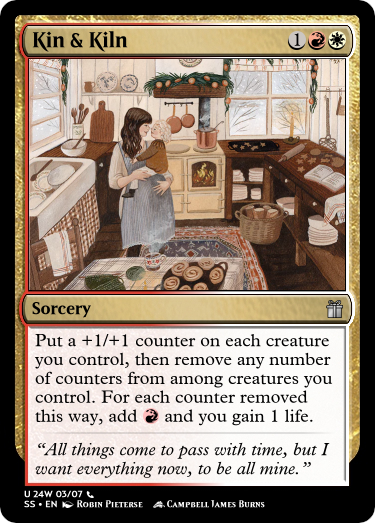 Kin & Kiln 1
Sorcery
Put a +1/+1 counter on each creature
you control, then remove any number
of counters from among creatures you
control. For each counter removed
this way, add and you gain 1 life.
“All things come to pass with time, but I
want everything now, to be all mine.”
U 24W 03/07
SS • EN Robin Pieterse Campbell James Burns